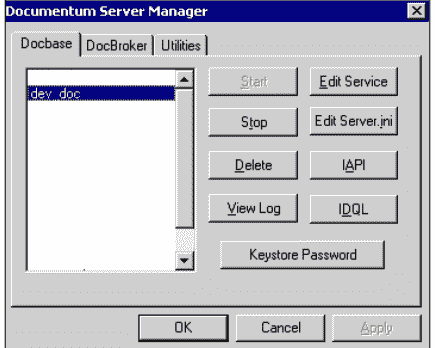 Documentum Server Manager
Docbase DocBroker Utilities
dev_doc
Start Edit Service
Stop Edit Server.ini
Delete IAPI
View Log IDQL
Keystore Password
OK Cancel Apply